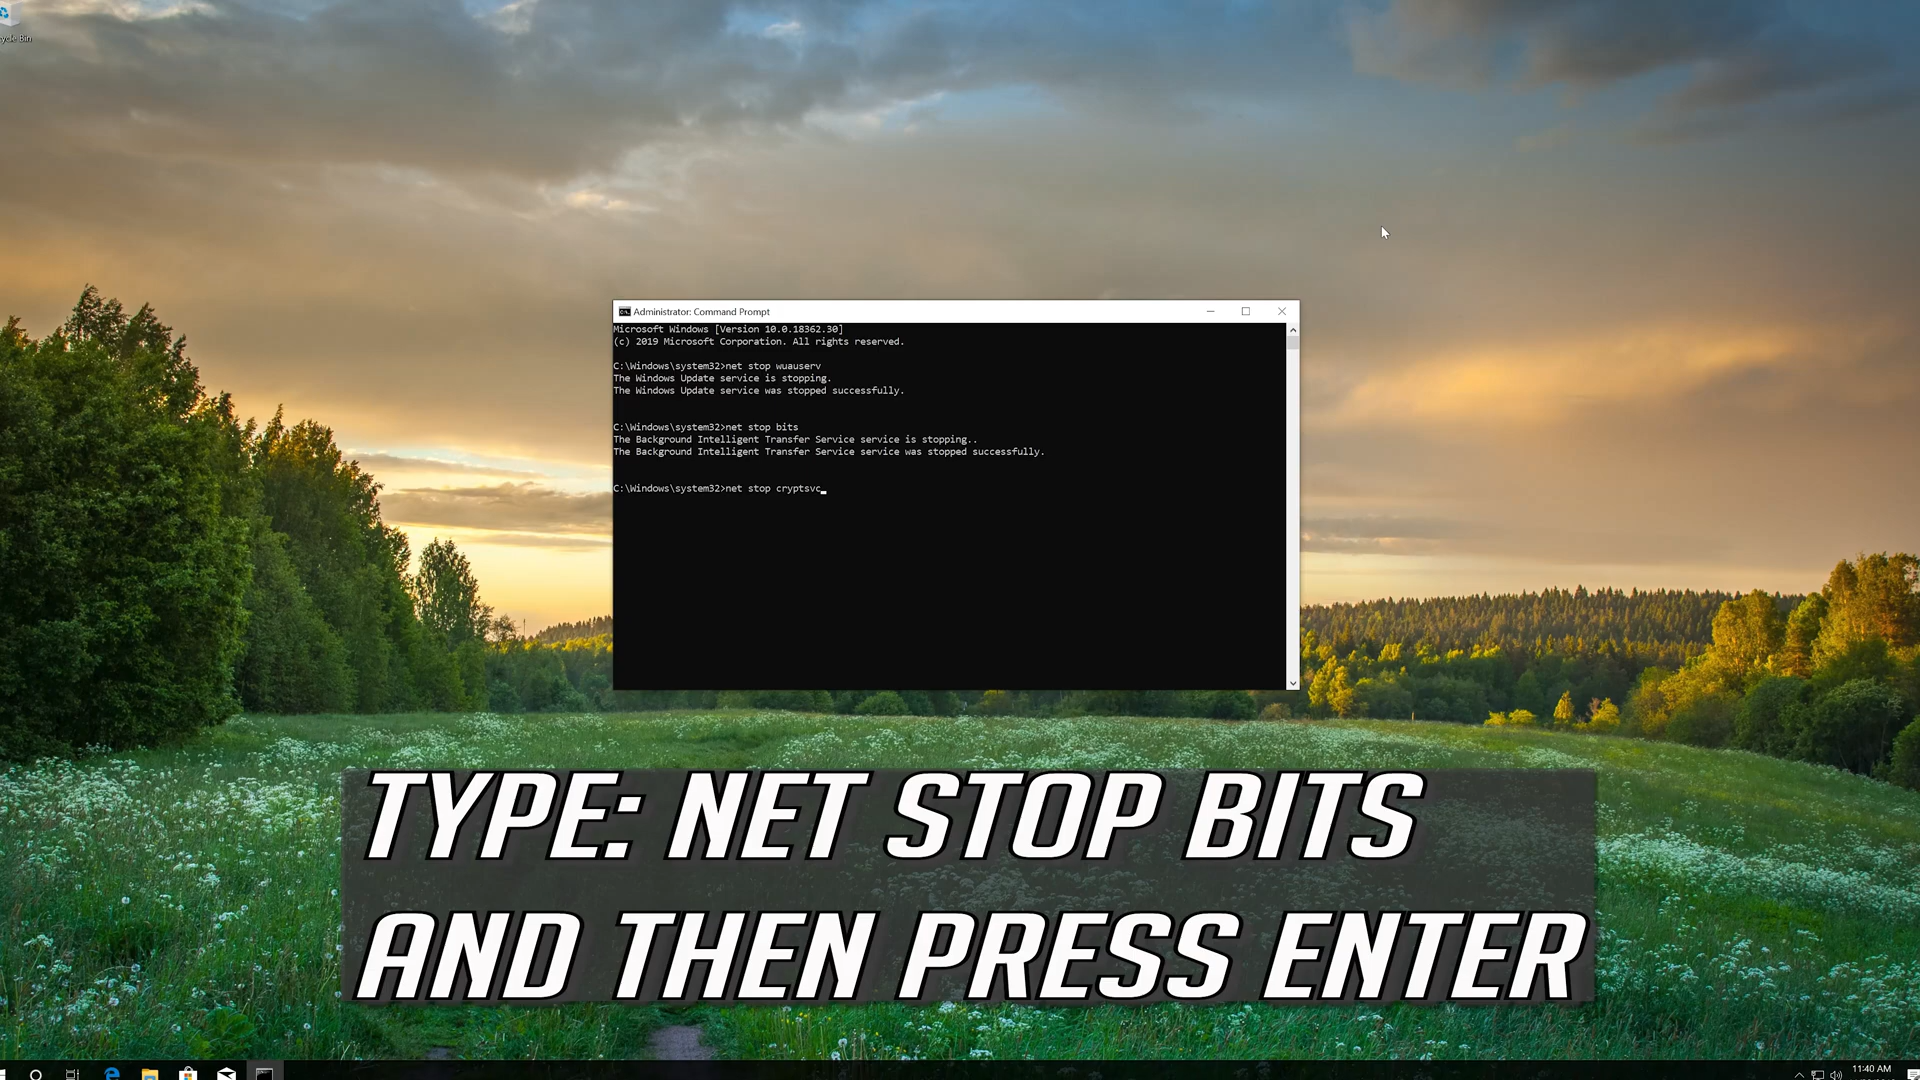 ycle Bin
Administrator: Command Prompt
Microsoft Windows [Version 10.0.18362.30]
(c) 2019 Microsoft Corporation. All rights reserved.
C:\Windows\system32>net stop wuauserv
The Windows Update service is stopping.
The Windows Update service was stopped successfully.
C:\Windows\system32>net stop bits
The Background Intelligent Transfer Service service is stopping..
The Background Intelligent Transfer Service service was stopped successfully.
C:\Windows\system32>net stop cryptsvc
TYPE: NET STOP BITS
AND THEN PRESS ENTER
11:40 AM